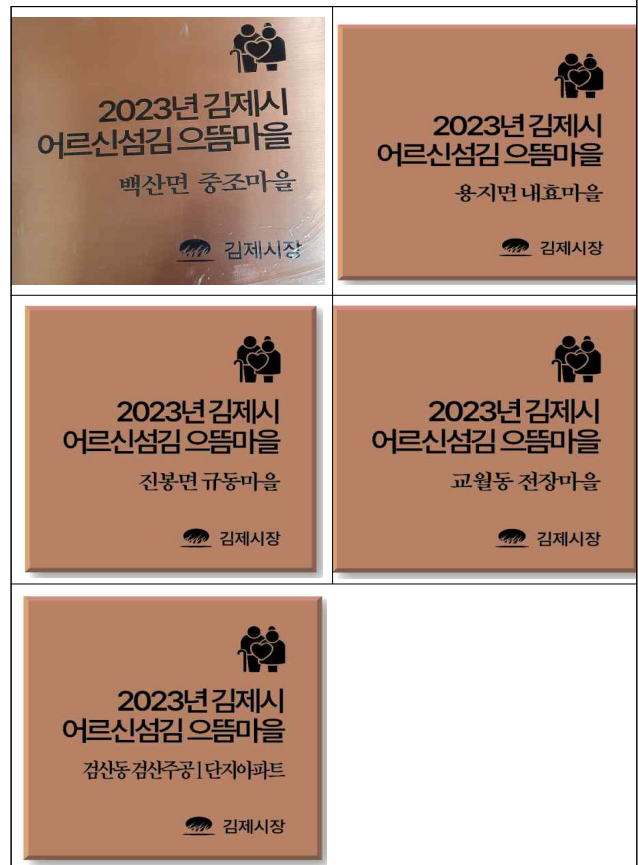 2023년 김제시
어르신섬김 으뜸마을
백산면 중조마을
김제시장
2023년 김제시
어르신섬김 으뜸마을
용지면 내효마을
김제시장
2023년 김제시
어르신섬김 으뜸마을
진봉면 규동마을
김제시장
2023년 김제시
어르신섬김 으뜸마을
교월동 전장마을
김제시장
2023년 김제시
어르신섬김 으뜸마을
검산동 검산주공1단지아파트
김제시장